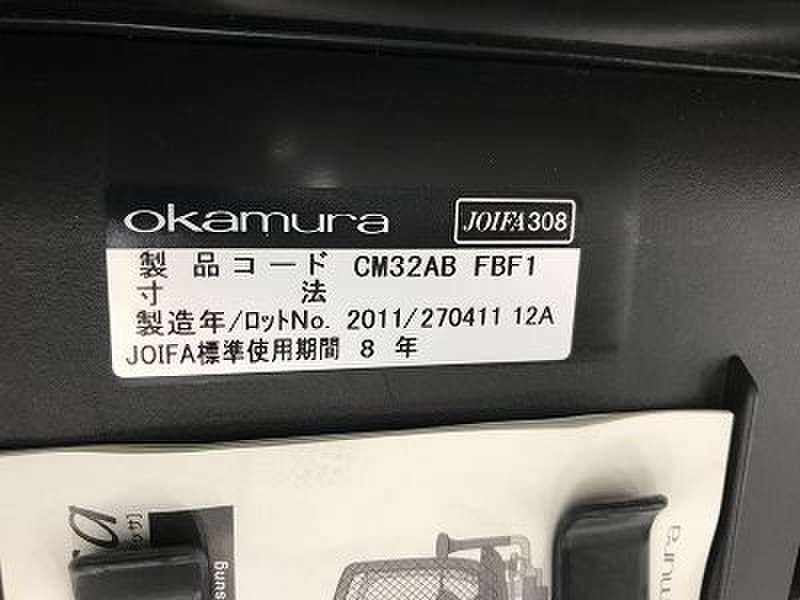 okamura JOIFA308
製品コード CM32AB FBF1
寸法
製造年/ロットNo. 2011/270411 12A
JOIFA標準使用期間 8 年